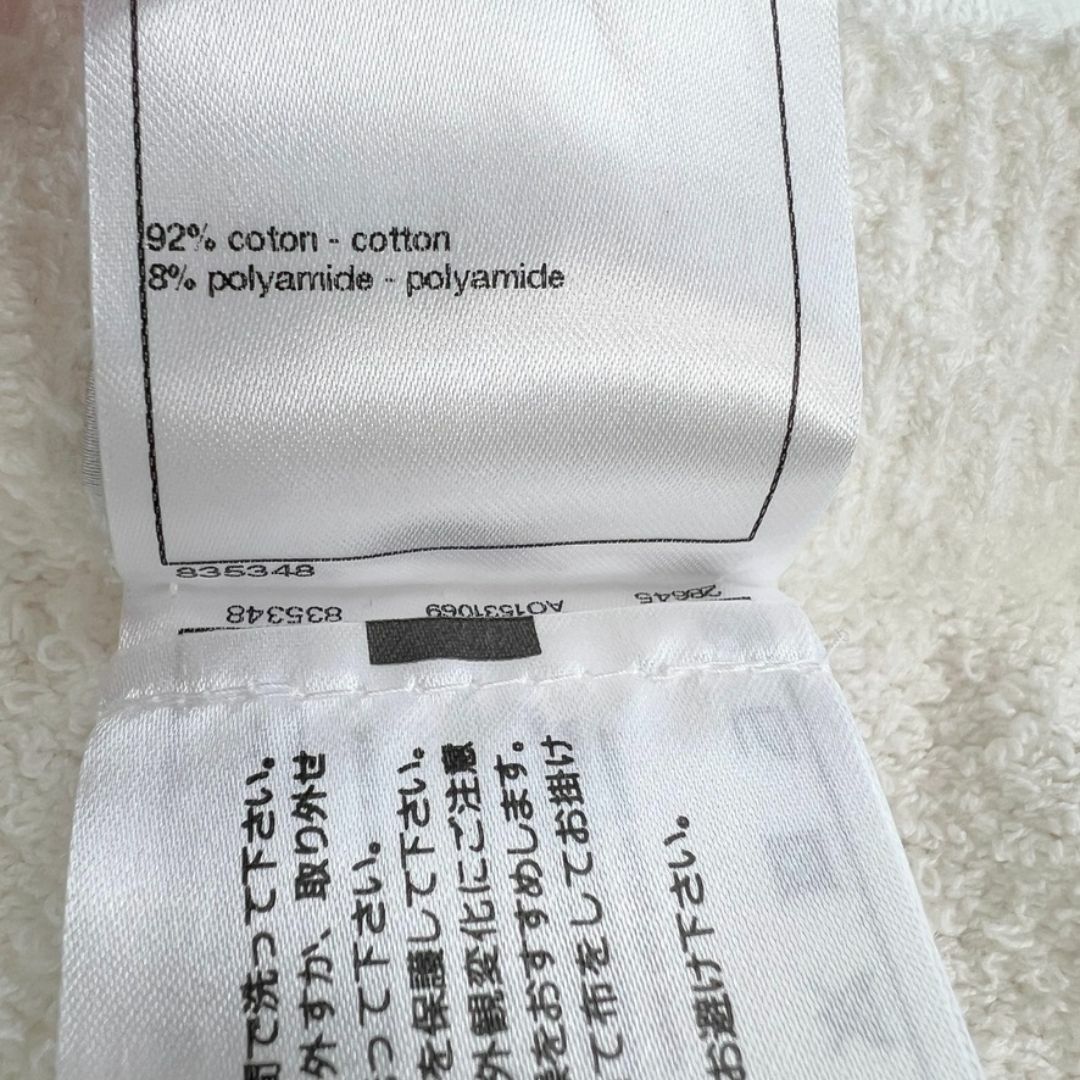 92% coton - cotton
8% polyamide - polyamide
835348
835348 AO1531069 28645
間で洗って下さい。
外すか、取り外せ
って下さい。
を保護して下さい。
外観変化にご注意
をおすすめします。
て布をしてお掛け
お避け下さい。